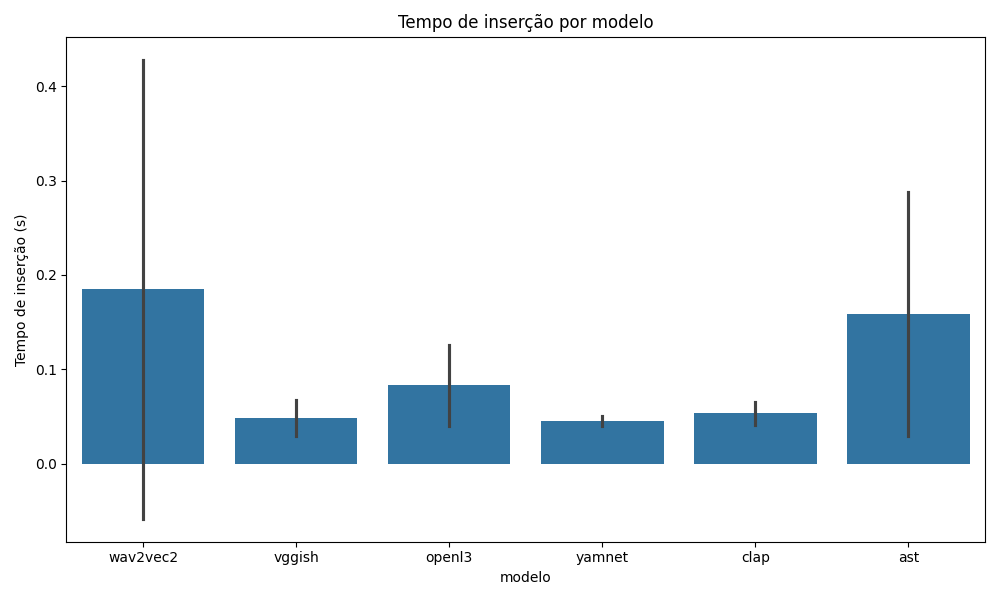 Tempo de inserção por modelo
Tempo de inserção (s)
0.4
0.3
0.2
0.1
0.0
wav2vec2 vggish openl3 yamnet clap ast
modelo